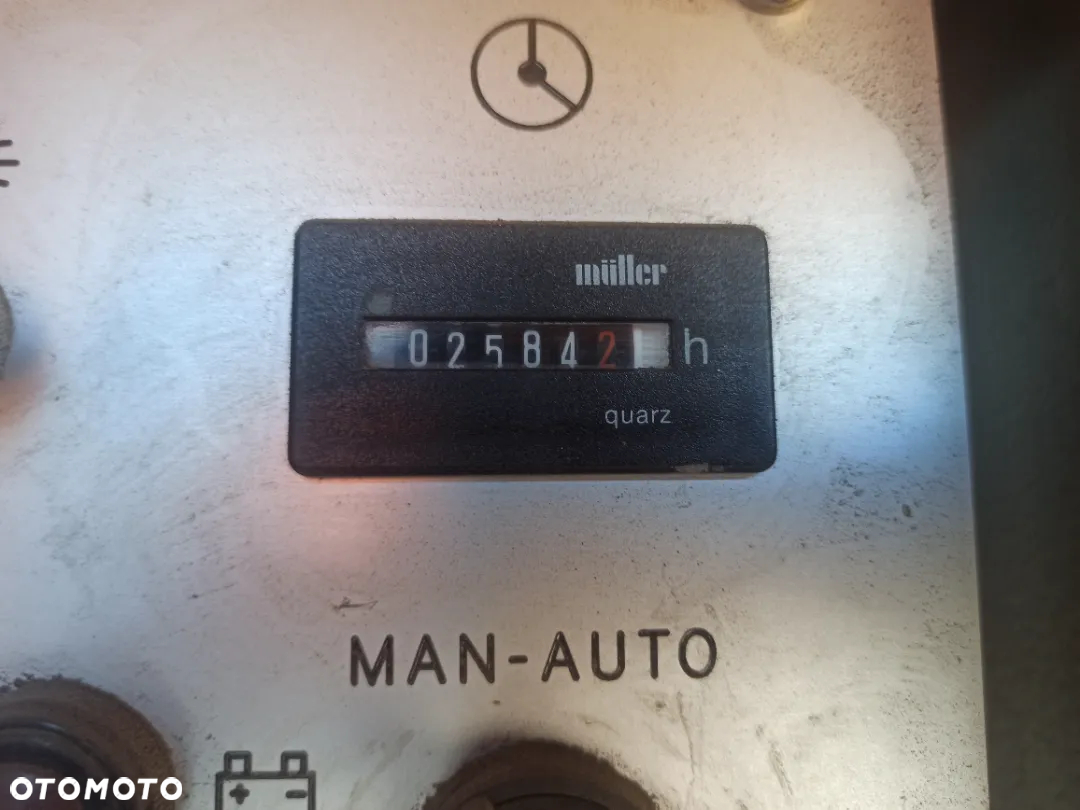 müller
025842 h
quarz
MAN-AUTO
OTOMOTO